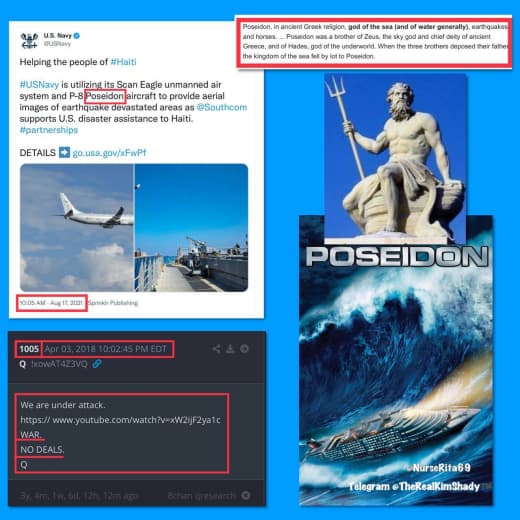 U.S. Navy
@USNavy
Helping the people of #Haiti
#USNavy is utilizing its Scan Eagle unmanned air
system and P-8 Poseidon aircraft to provide aerial
images of earthquake devastated areas as @Southcom
supports U.S. disaster assistance to Haiti.
#partnerships
DETAILS ➡ go.usa.gov/xFwPf
10:05 AM · Aug 17, 2021 · Sprinklr Publishing
Poseidon, in ancient Greek religion, god of the sea (and of water generally), earthquakes
and horses. ... Poseidon was a brother of Zeus, the sky god and chief deity of ancient
Greece, and of Hades, god of the underworld. When the three brothers deposed their father
the kingdom of the sea fell by lot to Poseidon.
POSEIDON
©NurseRita69
Telegram @TheRealKimShady™
1005 Apr 03, 2018 10:02:45 PM EDT
Q !xowAT4Z3VQ
We are under attack.
https:// www.youtube.com/watch?v=xW2ijF2ya1c
WAR.
NO DEALS.
Q
3y, 4m, 1w, 6d, 12h, 12m ago 8chan qresearch